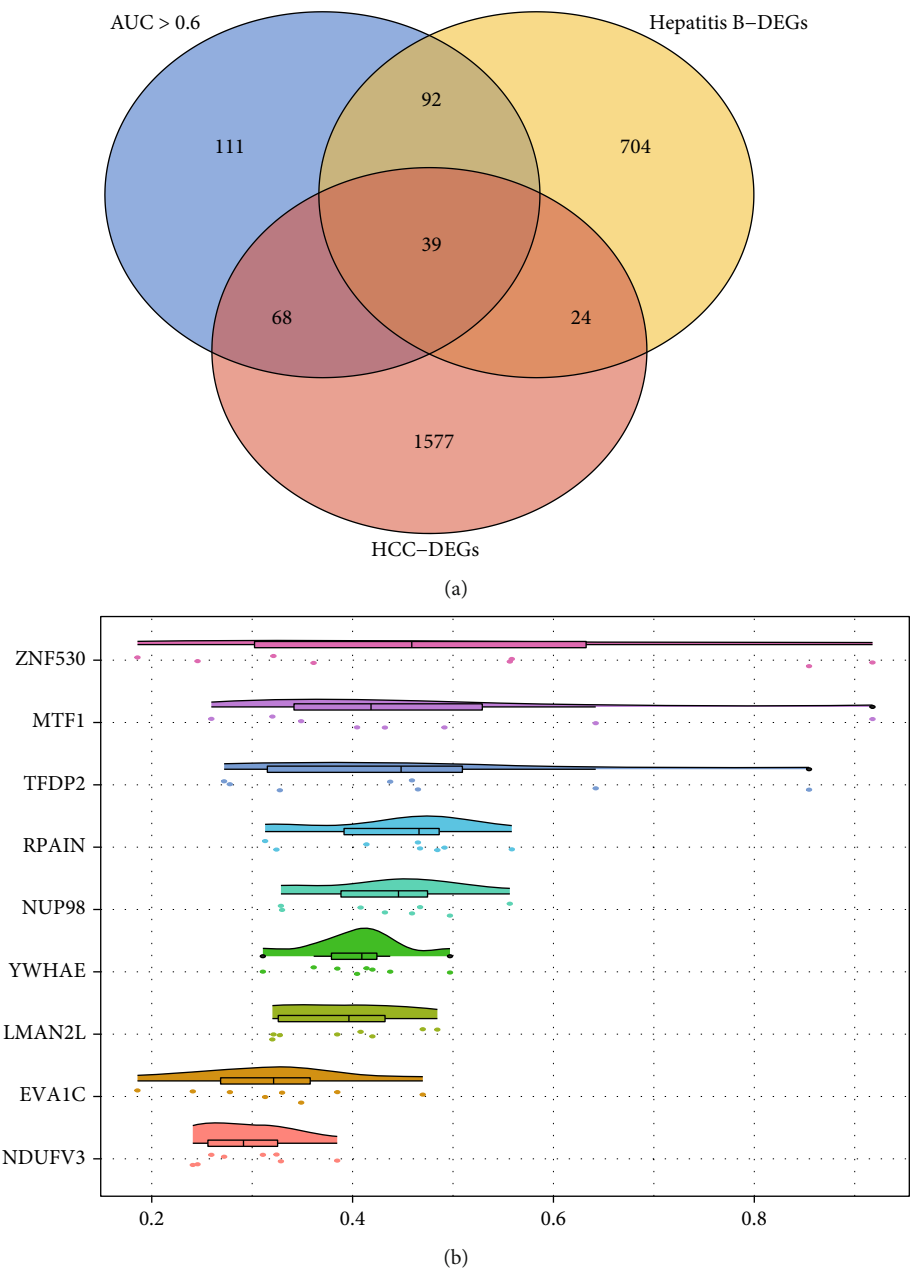 AUC > 0.6
Hepatitis B−DEGs
92
111
704
39
68
24
1577
HCC−DEGs
(a)
ZNF530
MTF1
TFDP2
RPAIN
NUP98
YWHAE
LMAN2L
EVA1C
NDUFV3
0.2 0.4 0.6 0.8
(b)